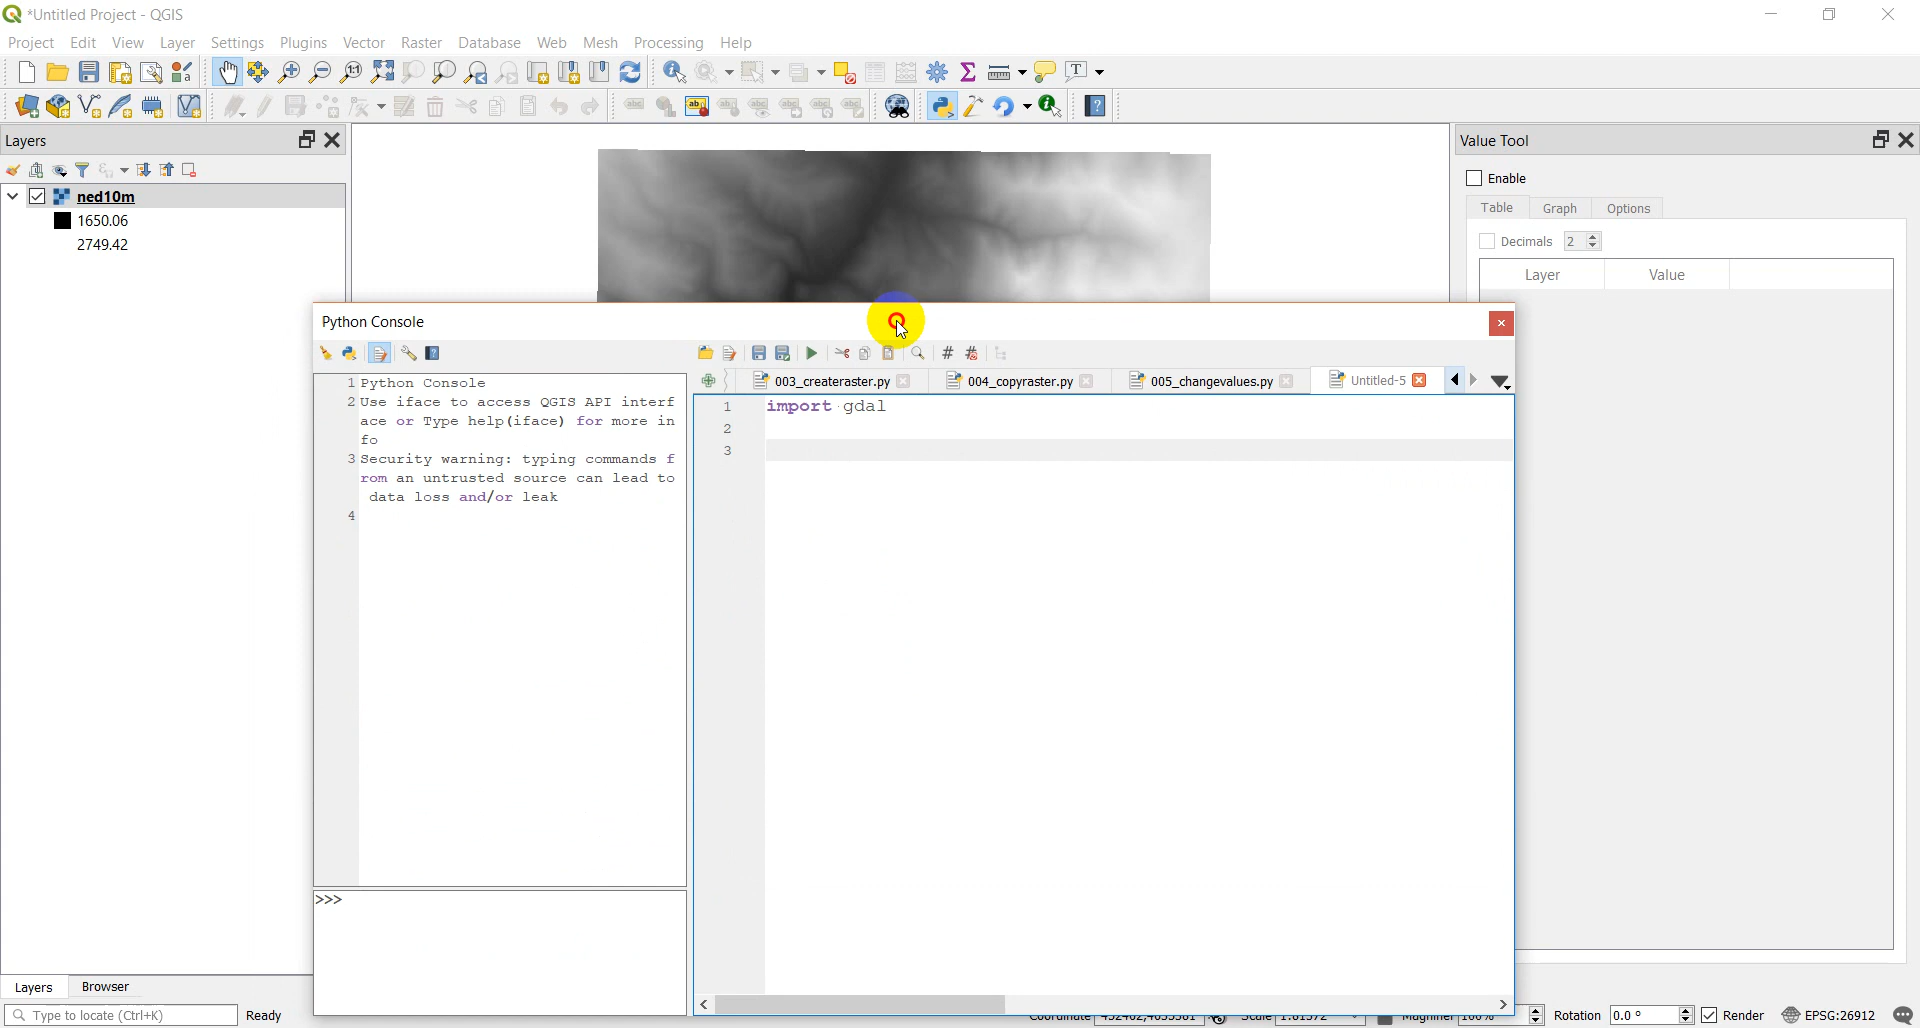 *Untitled Project - QGIS
Project Edit View Layer Settings Plugins Vector Raster Database Web Mesh Processing Help
Layers
ned10m
1650.06
2749.42
Value Tool
Enable
Table Graph Options
Decimals 2
Layer Value
Python Console
003_createraster.py 004_copyraster.py 005_changevalues.py Untitled-5
1 Python Console
2 Use iface to access QGIS API interf
ace or Type help(iface) for more in
fo
3 Security warning: typing commands f
rom an untrusted source can lead to
data loss and/or leak
4
>>>
1 import gdal
2
3
Layers Browser
Type to locate (Ctrl+K) Ready
Rotation 0.0 ° Render EPSG:26912